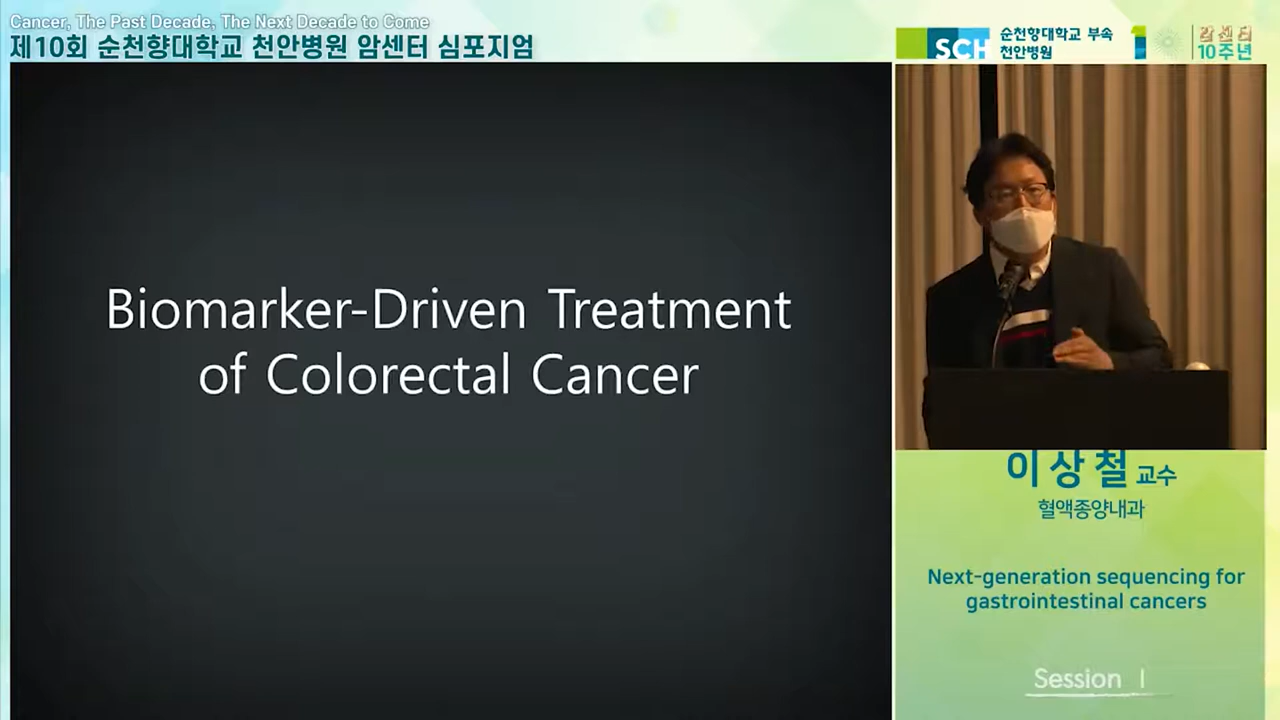 Cancer, The Past Decade, The Next Decade to Come
제10회 순천향대학교 천안병원 암센터 심포지엄
SCH
순천향대학교 부속
천안병원
암센터
10주년
Biomarker-Driven Treatment
of Colorectal Cancer
이상철 교수
혈액종양내과
Next-generation sequencing for
gastrointestinal cancers
Session I